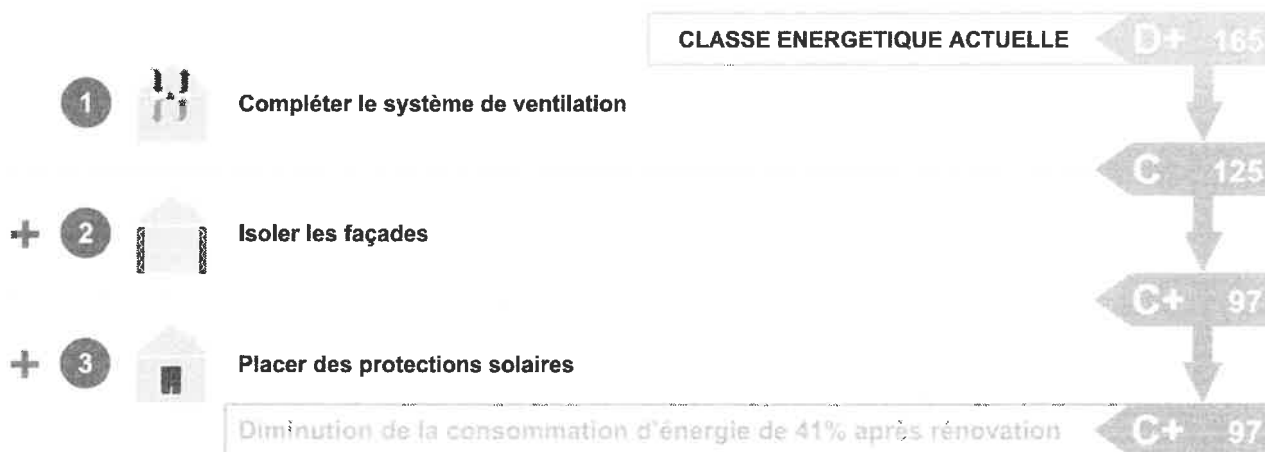 CLASSE ENERGETIQUE ACTUELLE D+ 165
1 Compléter le système de ventilation
C 125
+ 2 Isoler les façades
C+ 97
+ 3 Placer des protections solaires
Diminution de la consommation d'énergie de 41% après rénovation C+ 97